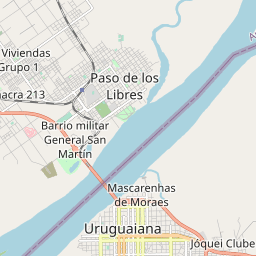 Viviendas
Grupo 1
Paso de los
Libres
acra 213
Barrio militar
General San
Martín
Mascarenhas
de Moraes
Uruguaiana
Jóquei Clube